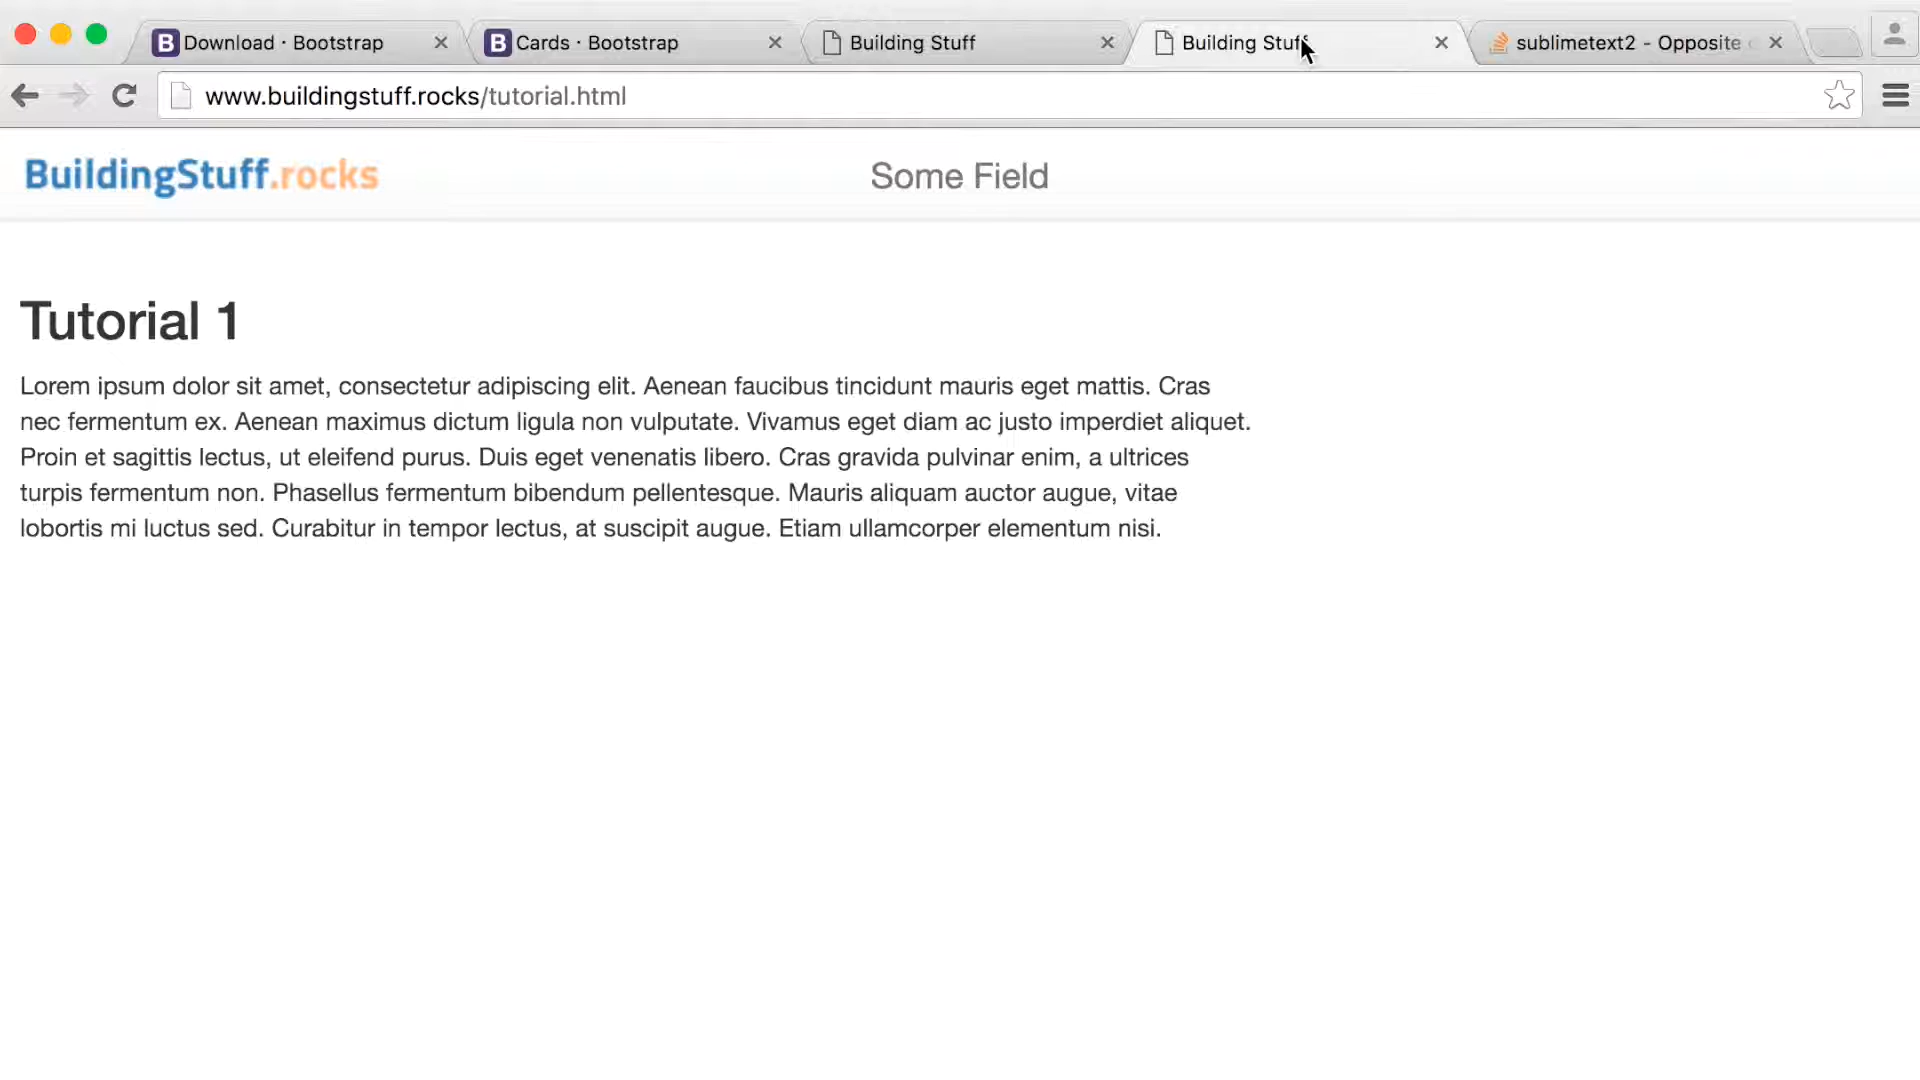 Download · Bootstrap
Cards · Bootstrap
Building Stuff
Building Stuff
sublimetext2 - Opposite
www.buildingstuff.rocks/tutorial.html
BuildingStuff.rocks
Some Field
Tutorial 1
Lorem ipsum dolor sit amet, consectetur adipiscing elit. Aenean faucibus tincidunt mauris eget mattis. Cras
nec fermentum ex. Aenean maximus dictum ligula non vulputate. Vivamus eget diam ac justo imperdiet aliquet.
Proin et sagittis lectus, ut eleifend purus. Duis eget venenatis libero. Cras gravida pulvinar enim, a ultrices
turpis fermentum non. Phasellus fermentum bibendum pellentesque. Mauris aliquam auctor augue, vitae
lobortis mi luctus sed. Curabitur in tempor lectus, at suscipit augue. Etiam ullamcorper elementum nisi.